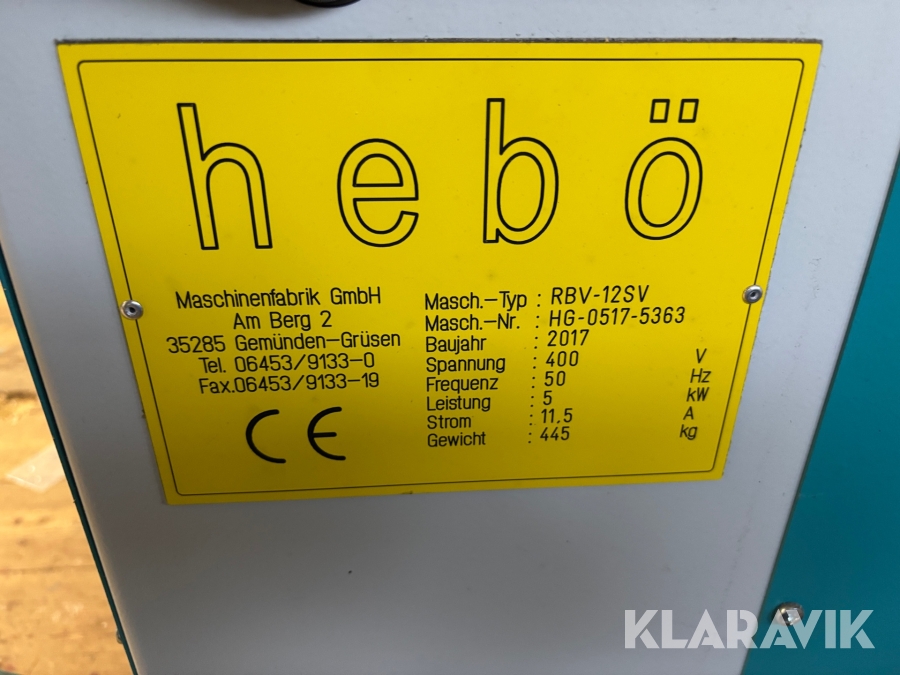 hebö
Maschinenfabrik GmbH
Am Berg 2
35285 Gemünden-Grüsen
Tel. 06453/9133-0
Fax.06453/9133-19
CE
Masch.-Typ : RBV-12SV
Masch.-Nr. : HG-0517-5363
Baujahr : 2017
Spannung : 400 V
Frequenz : 50 Hz
Leistung : 5 kW
Strom : 11.5 A
Gewicht : 445 kg
KLARAVIK